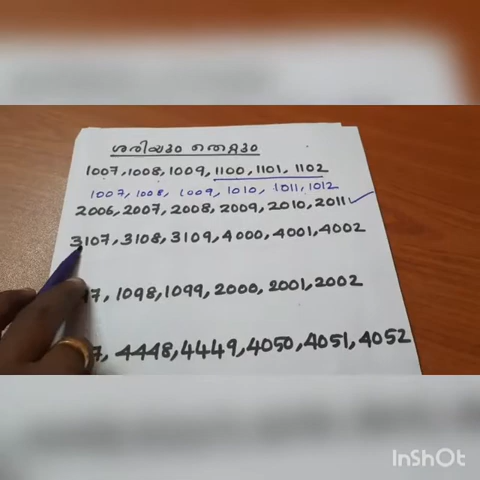 ശരിയും തെറ്റും
1007, 1008, 1009, 1100, 1101, 1102
1007, 1008, 1009, 1010, 1011, 1012
2006, 2007, 2008, 2009, 2010, 2011
3107, 3108, 3109, 4000, 4001, 4002
1098, 1099, 2000, 2001, 2002
4448, 4449, 4050, 4051, 4052
InShOt